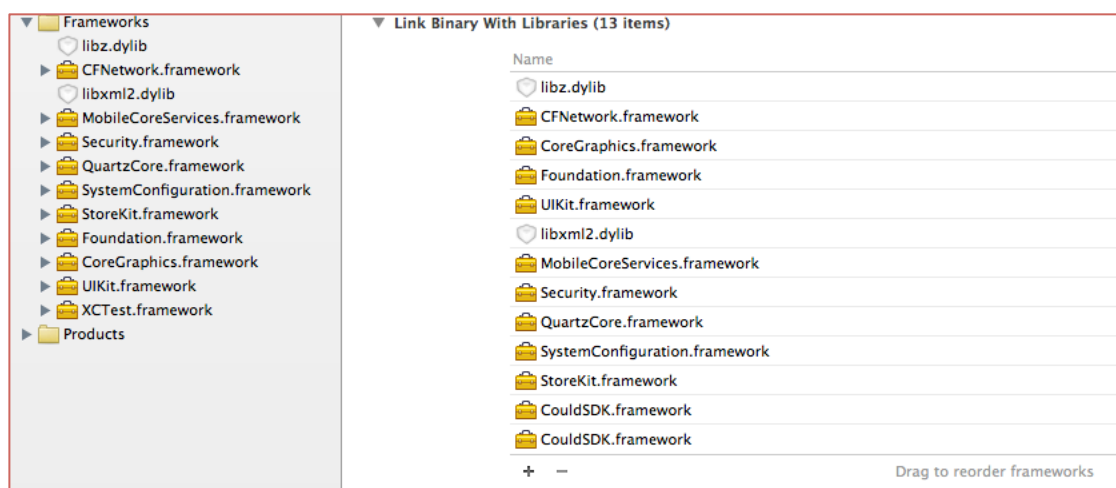 Frameworks
libz.dylib
CFNetwork.framework
libxml2.dylib
MobileCoreServices.framework
Security.framework
QuartzCore.framework
SystemConfiguration.framework
StoreKit.framework
Foundation.framework
CoreGraphics.framework
UIKit.framework
XCTest.framework
Products
Link Binary With Libraries (13 items)
Name
libz.dylib
CFNetwork.framework
CoreGraphics.framework
Foundation.framework
UIKit.framework
libxml2.dylib
MobileCoreServices.framework
Security.framework
QuartzCore.framework
SystemConfiguration.framework
StoreKit.framework
CouldSDK.framework
CouldSDK.framework
Drag to reorder frameworks